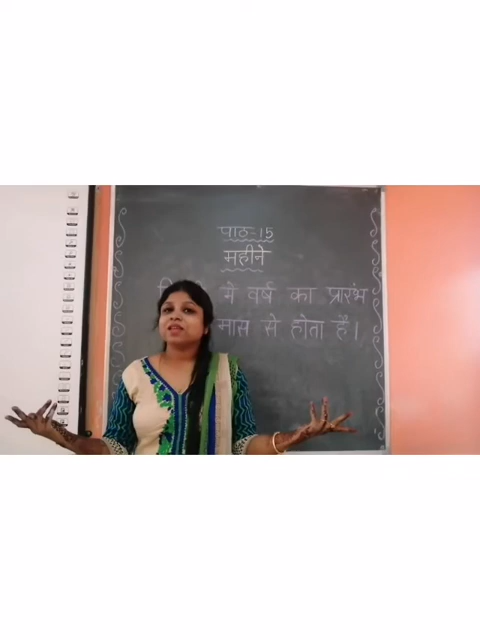 पाठ-15
महीने
में वर्ष का प्रारंभ
मास से होता है।